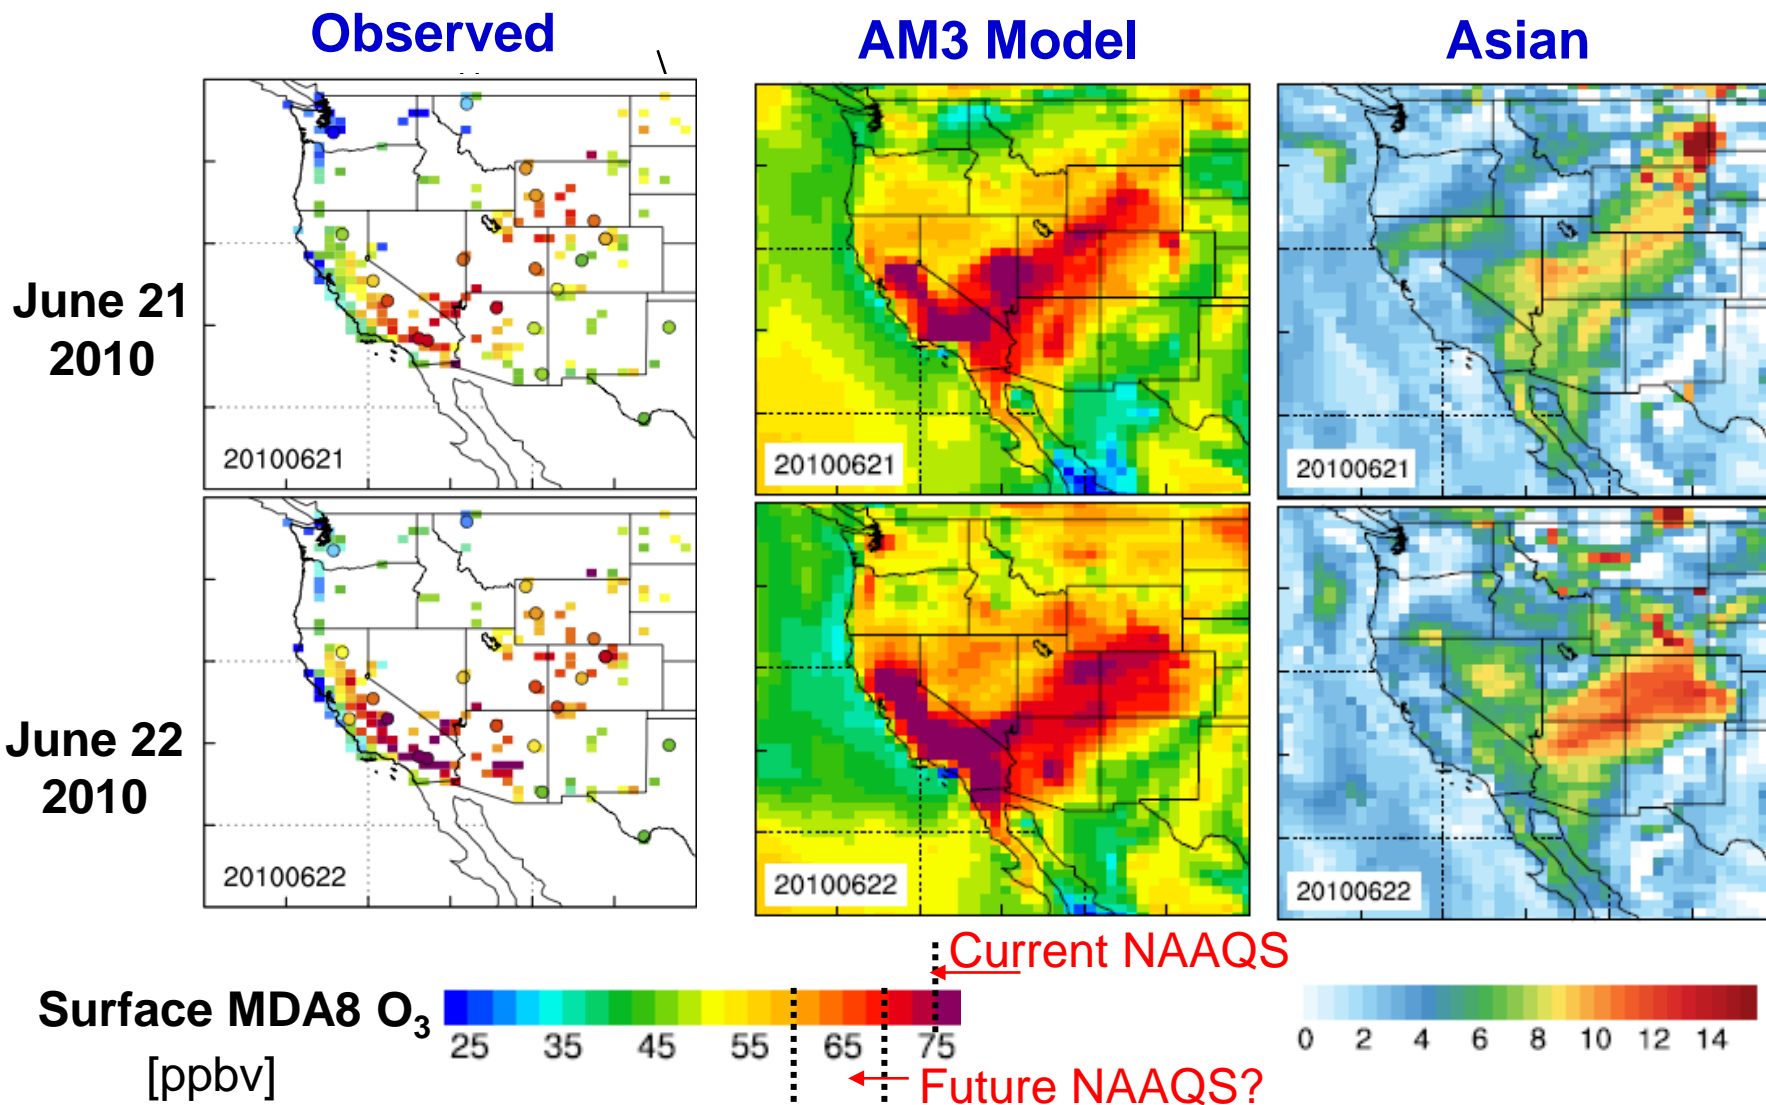 Observed
AM3 Model
Asian
June 21
2010
20100621
20100621
20100621
June 22
2010
20100622
20100622
20100622
Current NAAQS
Surface MDA8 O₃
[ppbv]
25 35 45 55 65 75
0 2 4 6 8 10 12 14
Future NAAQS?